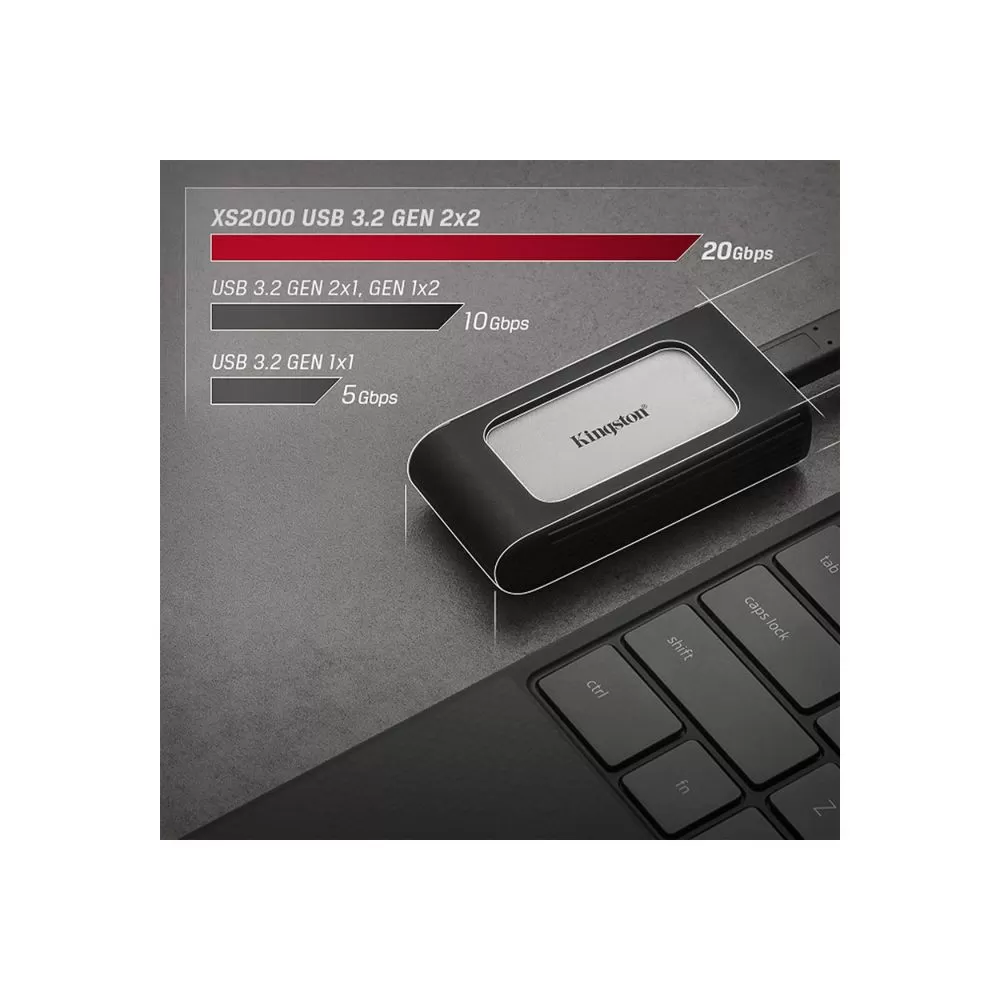 XS2000 USB 3.2 GEN 2x2
20Gbps
USB 3.2 GEN 2x1, GEN 1x2
10Gbps
USB 3.2 GEN 1x1
5Gbps
Kingston®
tab
caps lock
shift
ctrl
fn
Z